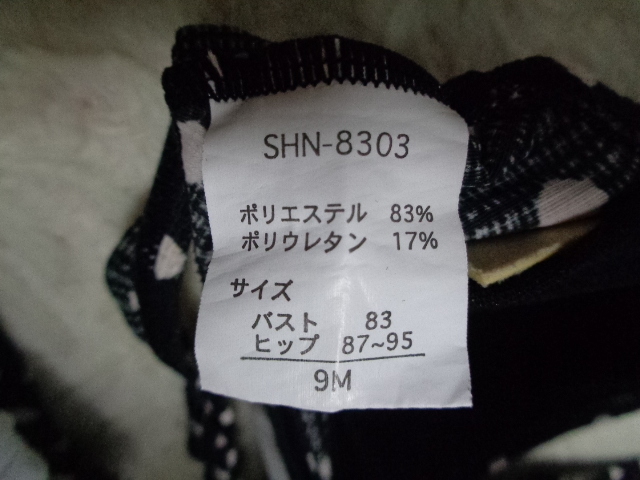 SHN-8303
ポリエステル 83%
ポリウレタン 17%
サイズ
バスト 83
ヒップ 87~95
9M